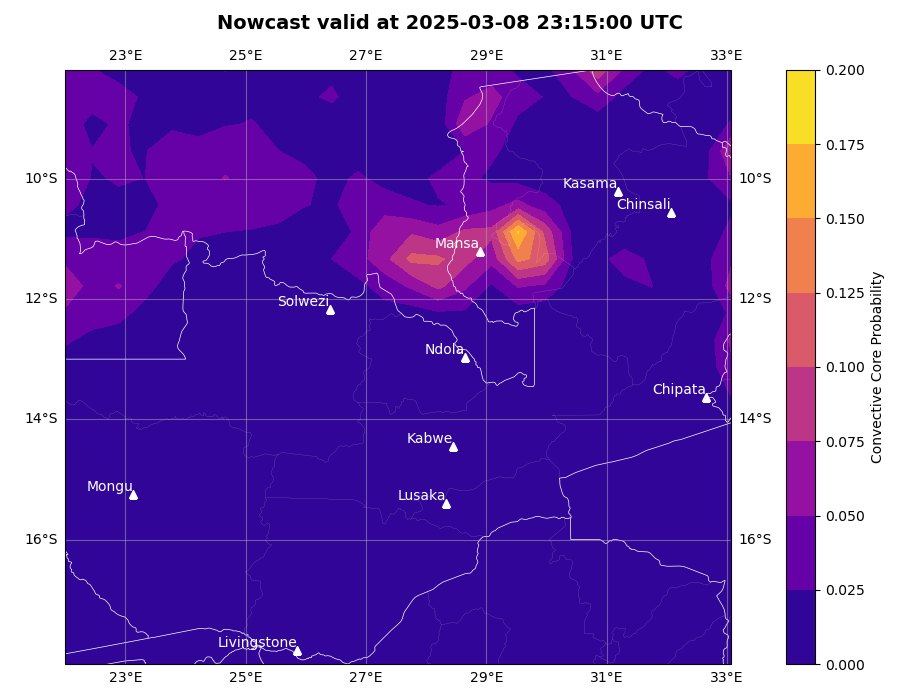 Nowcast valid at 2025-03-08 23:15:00 UTC
23°E 25°E 27°E 29°E 31°E 33°E
0.200
0.175
10°S 10°S
Kasama
Chinsali
0.150
Mansa
12°S 12°S
Solwezi
0.125
Ndola
0.100
Chipata
14°S 14°S
Kabwe
0.075
Mongu
Lusaka
0.050
16°S 16°S
0.025
Livingstone
0.000
23°E 25°E 27°E 29°E 31°E 33°E
Convective Core Probability